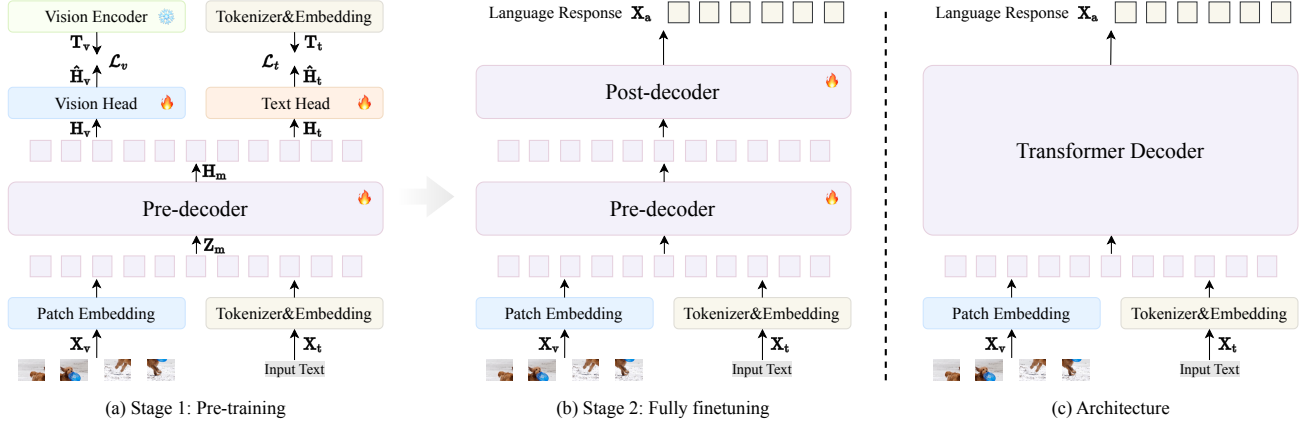 Vision Encoder
Tokenizer&Embedding
T_v
T_t
ℒ_v
ℒ_t
Ĥ_v
Ĥ_t
Vision Head
Text Head
H_v
H_t
H_m
Pre-decoder
Z_m
Patch Embedding
Tokenizer&Embedding
X_v
X_t
Input Text
(a) Stage 1: Pre-training
Language Response X_a
Post-decoder
Pre-decoder
Patch Embedding
Tokenizer&Embedding
X_v
X_t
Input Text
(b) Stage 2: Fully finetuning
Language Response X_a
Transformer Decoder
Patch Embedding
Tokenizer&Embedding
X_v
X_t
Input Text
(c) Architecture